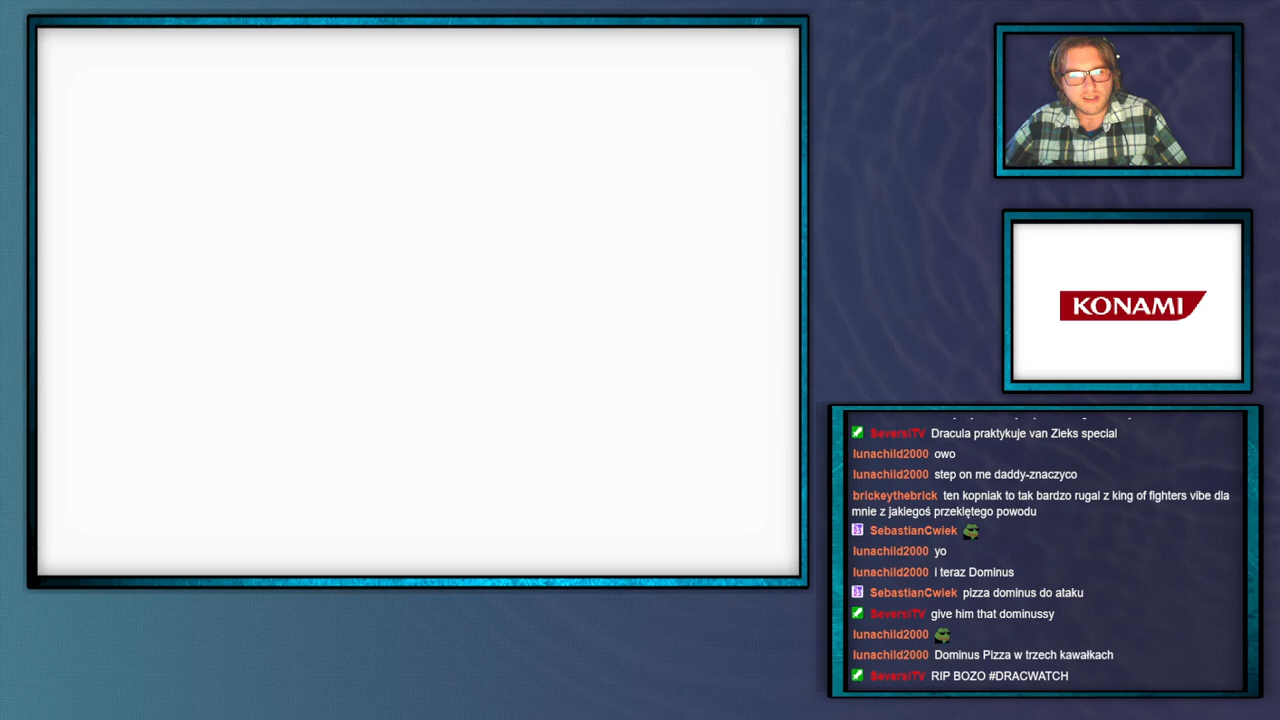 KONAMI
SeversITV Dracula praktykuje van Zieks special
lunachild2000 owo
lunachild2000 step on me daddy-znaczyco
brickeythebrick ten kopniak to tak bardzo rugal z king of fighters vibe dla
mnie z jakiegoś przeklętego powodu
SebastianCwiek
lunachild2000 yo
lunachild2000 i teraz Dominus
SebastianCwiek pizza dominus do ataku
SeversITV give him that dominussy
lunachild2000
lunachild2000 Dominus Pizza w trzech kawałkach
SeversITV RIP BOZO #DRACWATCH